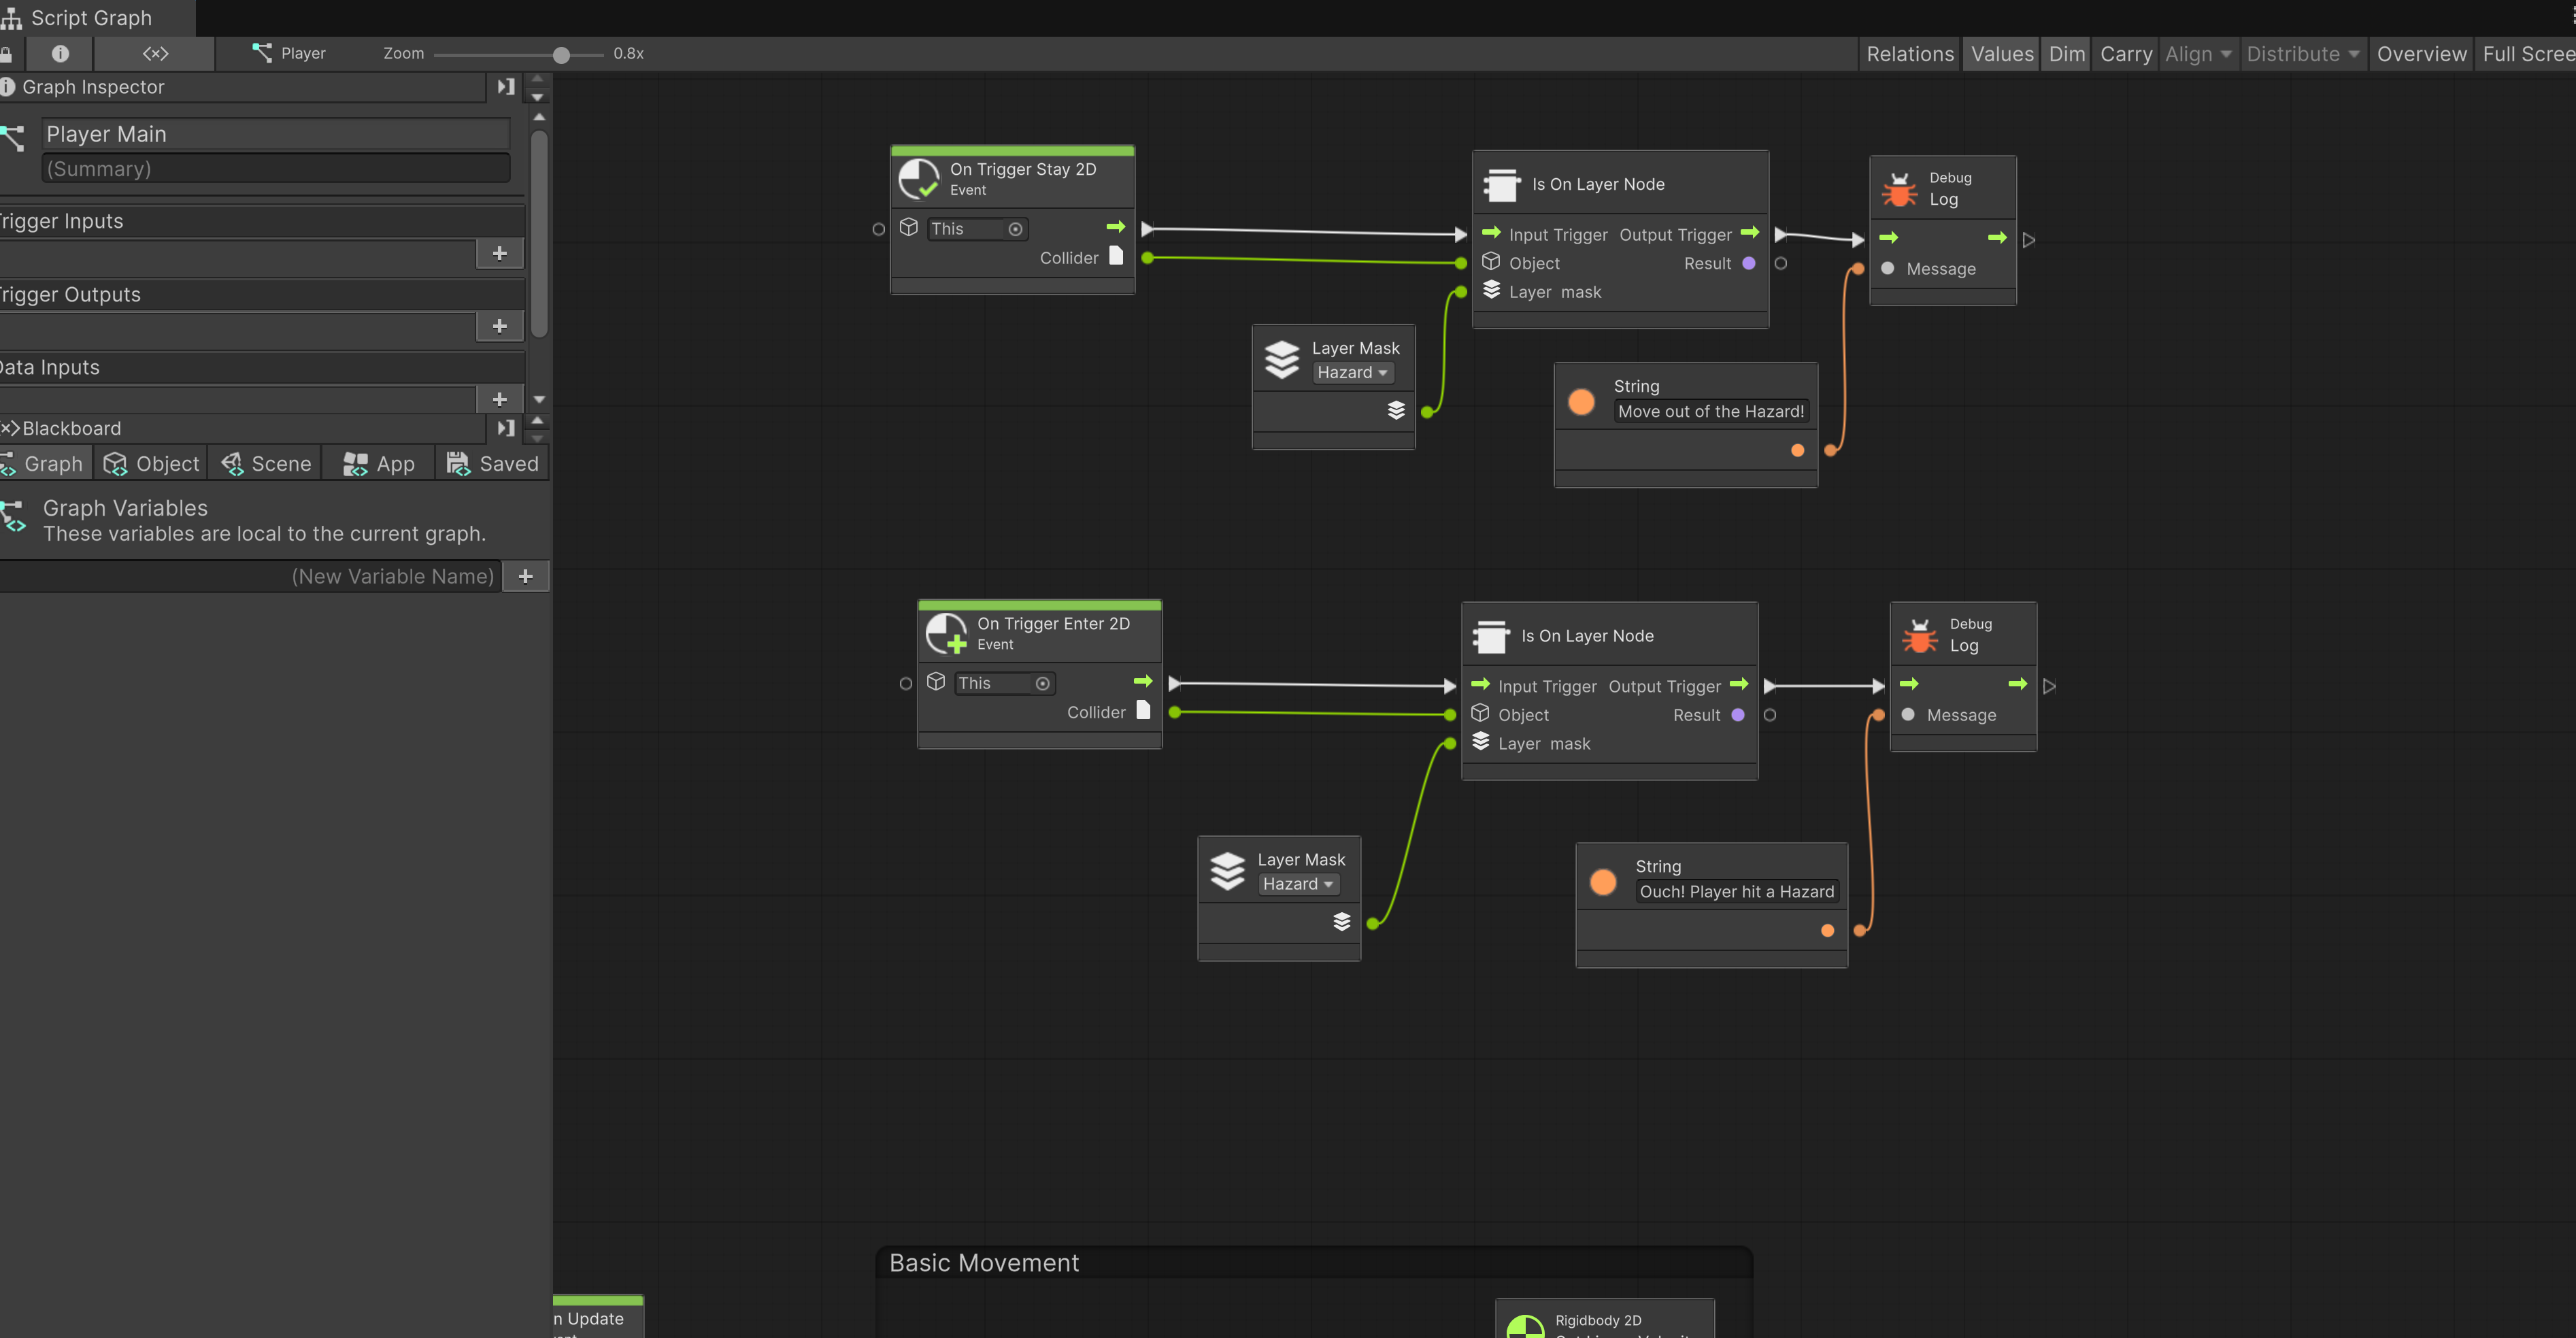 Script Graph
Player
Zoom
0.8x
Relations
Values
Dim
Carry
Align
Distribute
Overview
Full Scree
Graph Inspector
Player Main
(Summary)
Trigger Inputs
Trigger Outputs
Data Inputs
Blackboard
Graph
Object
Scene
App
Saved
Graph Variables
These variables are local to the current graph.
(New Variable Name)
On Trigger Stay 2D
Event
This
Collider
Is On Layer Node
Input Trigger
Output Trigger
Object
Result
Layer mask
Debug
Log
Message
Layer Mask
Hazard
String
Move out of the Hazard!
On Trigger Enter 2D
Event
This
Collider
Is On Layer Node
Input Trigger
Output Trigger
Object
Result
Layer mask
Debug
Log
Message
Layer Mask
Hazard
String
Ouch! Player hit a Hazard
Basic Movement
n Update
Rigidbody 2D